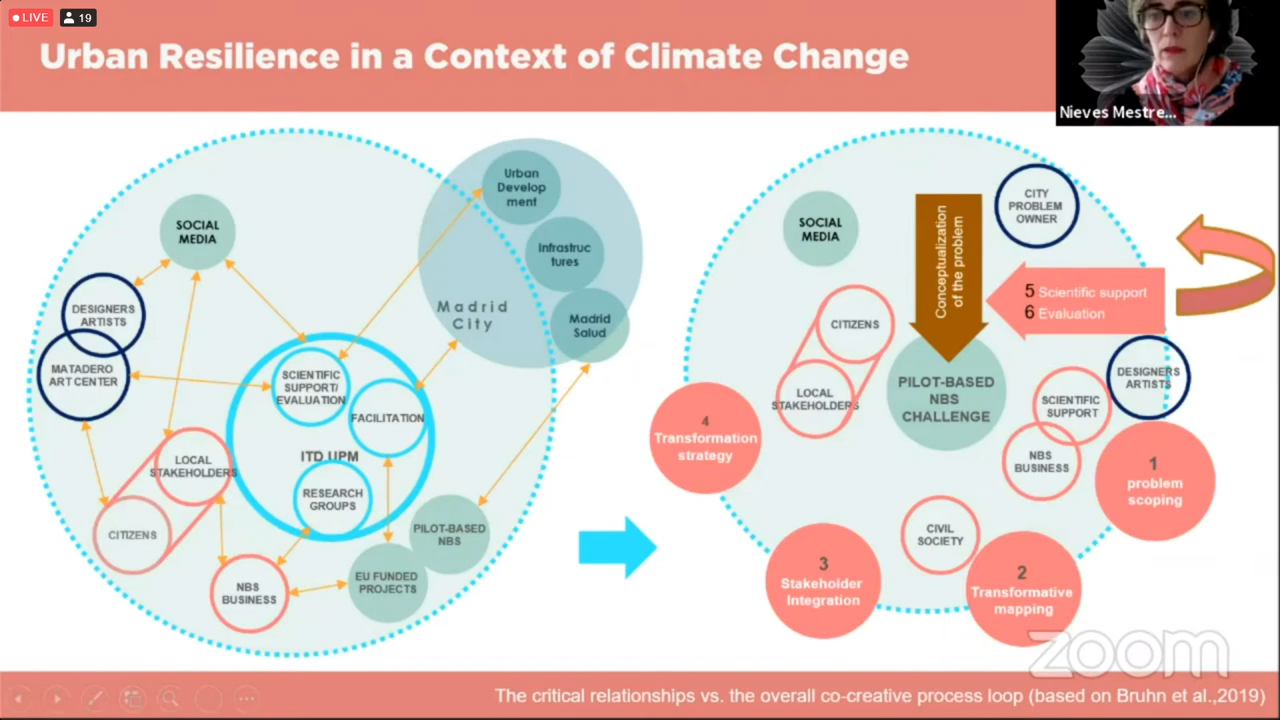 LIVE
19
Urban Resilience in a Context of Climate Change
Nieves Mestre...
SOCIAL
MEDIA
DESIGNERS
ARTISTS
MATADERO
ART CENTER
LOCAL
STAKEHOLDERS
CITIZENS
NBS
BUSINESS
SCIENTIFIC
SUPPORT/
EVALUATION
FACILITATION
ITD UPM
RESEARCH
GROUPS
EU FUNDED
PROJECTS
PILOT-BASED
NBS
Madrid
City
Urban
Develop
ment
Infrastruc
tures
Madrid
Salud
SOCIAL
MEDIA
Conceptualization
of the problem
CITY
PROBLEM
OWNER
5 Scientific support
6 Evaluation
CITIZENS
LOCAL
STAKEHOLDERS
PILOT-BASED
NBS
CHALLENGE
DESIGNERS
ARTISTS
SCIENTIFIC
SUPPORT
NBS
BUSINESS
CIVIL
SOCIETY
1
problem
scoping
2
Transformative
mapping
3
Stakeholder
Integration
4
Transformation
strategy
zoom
The critical relationships vs. the overall co-creative process loop (based on Bruhn et al.,2019)